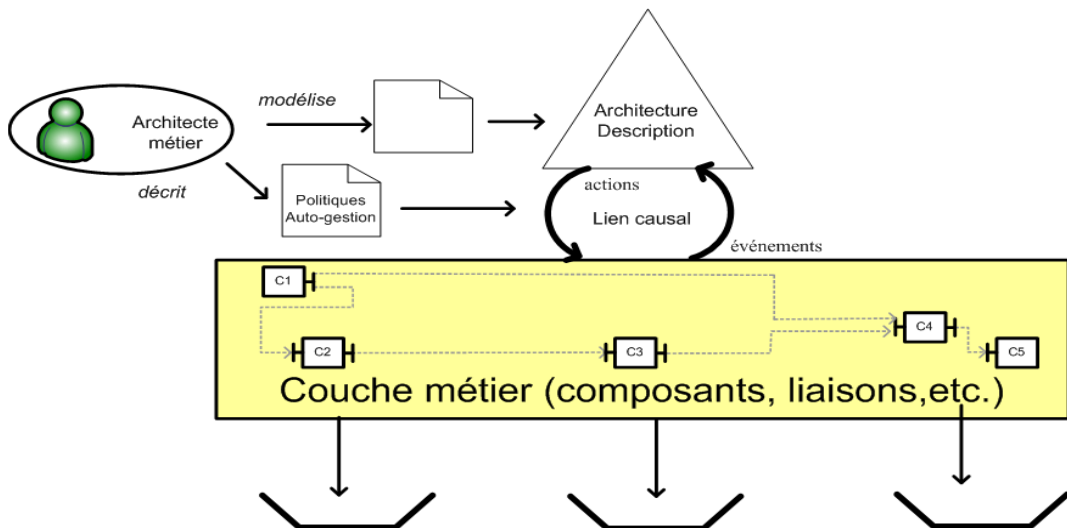 modélise
Architecte
métier
décrit
Politiques
Auto-gestion
Architecture
Description
actions
Lien causal
événements
C1
C2
C3
C4
C5
Couche métier (composants, liaisons,etc.)